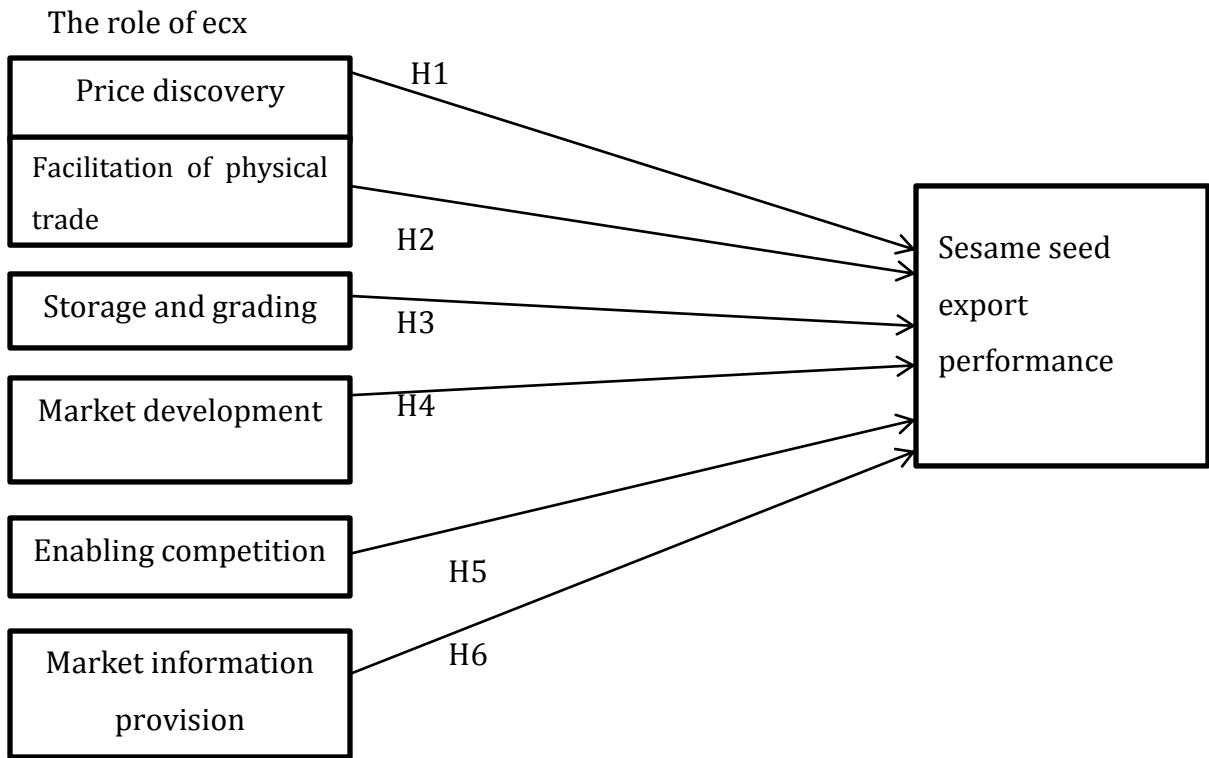 The role of ecx
Price discovery
H1
Facilitation of physical
trade
H2
Storage and grading
H3
Market development
H4
Enabling competition
H5
Market information
provision
H6
Sesame seed
export
performance